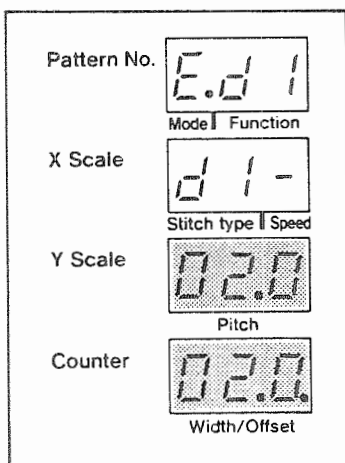 Pattern No. E.d 1
Mode Function
X Scale d 1 -
Stitch type Speed
Y Scale 02.0
Pitch
Counter 02.0.
Width/Offset